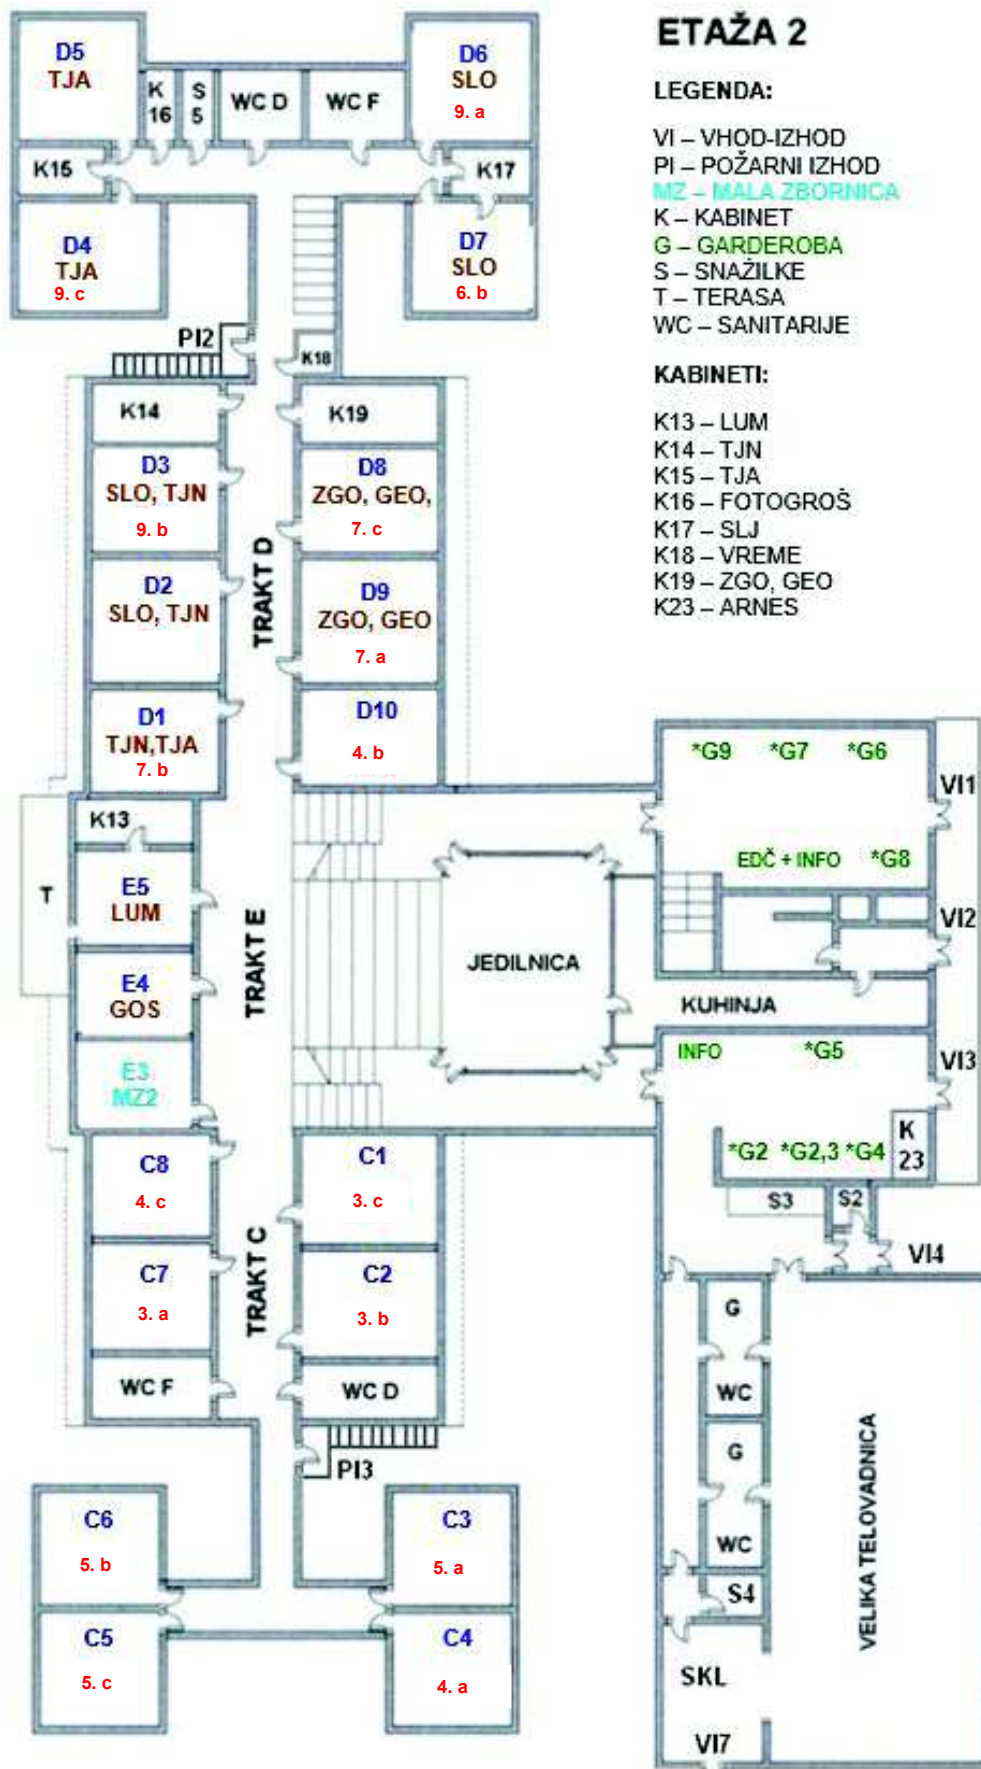 ETAŽA 2
LEGENDA:
VI – VHOD-IZHOD
PI – POŽARNI IZHOD
MZ – MALA ZBORNICA
K – KABINET
G – GARDEROBA
S – SNAŽILKE
T – TERASA
WC – SANITARIJE
KABINETI:
K13 – LUM
K14 – TJN
K15 – TJA
K16 – FOTOGROŠ
K17 – SLJ
K18 – VREME
K19 – ZGO, GEO
K23 – ARNES
D5
TJA
K
16
S
5
WC D
WC F
D6
SLO
9. a
K15
K17
D4
TJA
9. c
D7
SLO
6. b
PI2
K18
K14
K19
D3
SLO, TJN
9. b
D8
ZGO, GEO,
7. c
TRAKT D
D2
SLO, TJN
D9
ZGO, GEO
7. a
D1
TJN,TJA
7. b
D10
4. b
*G9 *G7 *G6
VI1
EDČ + INFO *G8
K13
T
E5
LUM
TRAKT E
JEDILNICA
VI2
E4
GOS
KUHINJA
E3
MZ2
INFO *G5
VI3
*G2 *G2,3 *G4
K
23
S3
S2
VI4
C8
4. c
C1
3. c
TRAKT C
C7
3. a
C2
3. b
WC F
WC D
PI3
G
WC
G
WC
S4
SKL
VI7
VELIKA TELOVADNICA
C6
5. b
C3
5. a
C5
5. c
C4
4. a